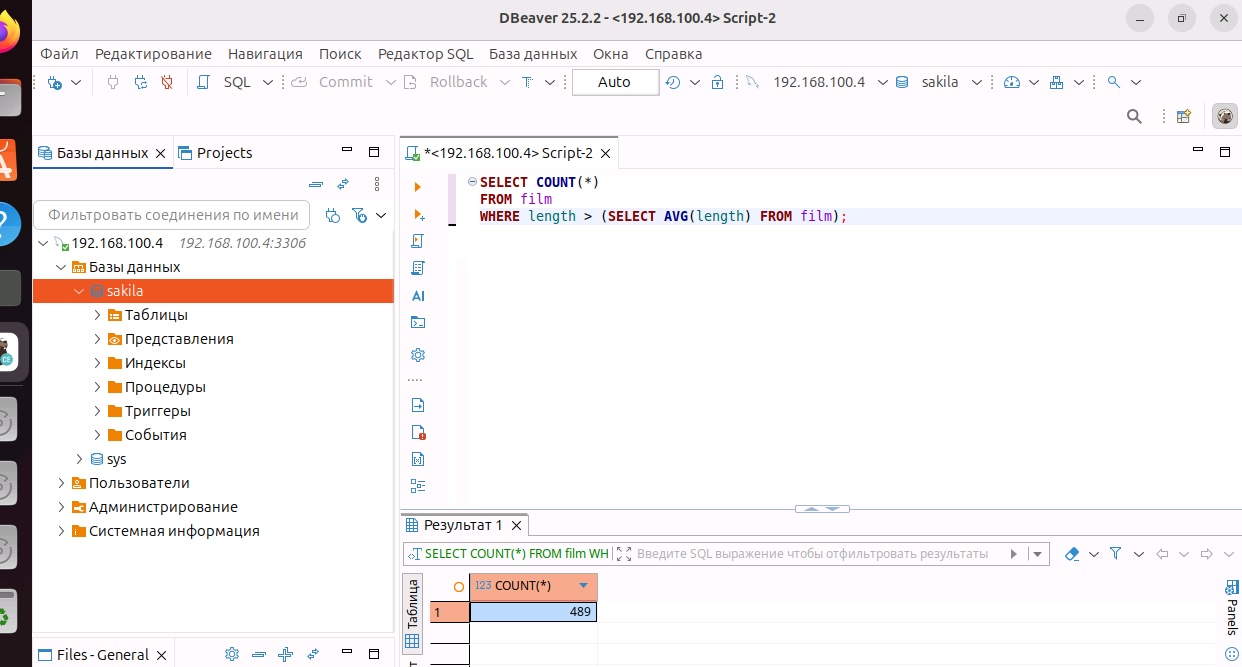 DBeaver 25.2.2 - <192.168.100.4> Script-2
Файл Редактирование Навигация Поиск Редактор SQL База данных Окна Справка
SQL Commit Rollback Auto 192.168.100.4 sakila
Базы данных Projects
*<192.168.100.4> Script-2
Фильтровать соединения по имени
192.168.100.4 192.168.100.4:3306
Базы данных
sakila
Таблицы
Представления
Индексы
Процедуры
Триггеры
События
sys
Пользователи
Администрирование
Системная информация
Files - General
SELECT COUNT(*)
FROM film
WHERE length > (SELECT AVG(length) FROM film);
AI
Результат 1
SELECT COUNT(*) FROM film WH Введите SQL выражение чтобы отфильтровать результаты
Таблица
123 COUNT(*)
1 489
Panels